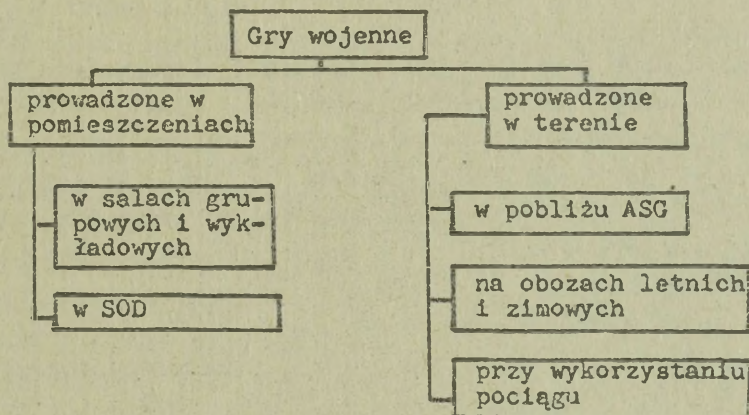 Gry wojenne
prowadzone w
pomieszczeniach
w salach gru-
powych i wyk-
ładowych
w SOD
prowadzone
w terenie
w pobliżu ASG
na obozach letnich
i zimowych
przy wykorzystaniu
pociągu